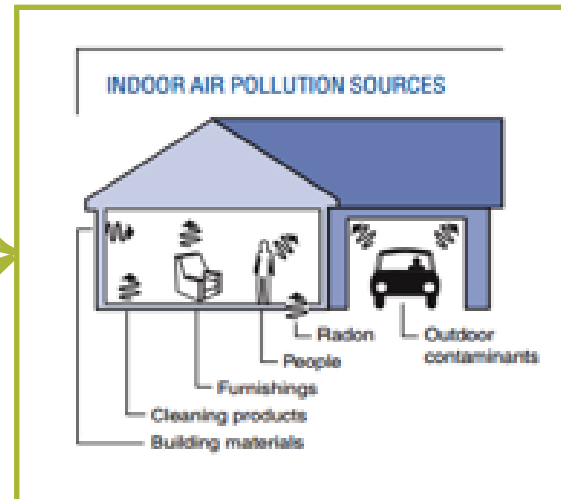 INDOOR AIR POLLUTION SOURCES
Radon
Outdoor
contaminants
People
Furnishings
Cleaning products
Building materials